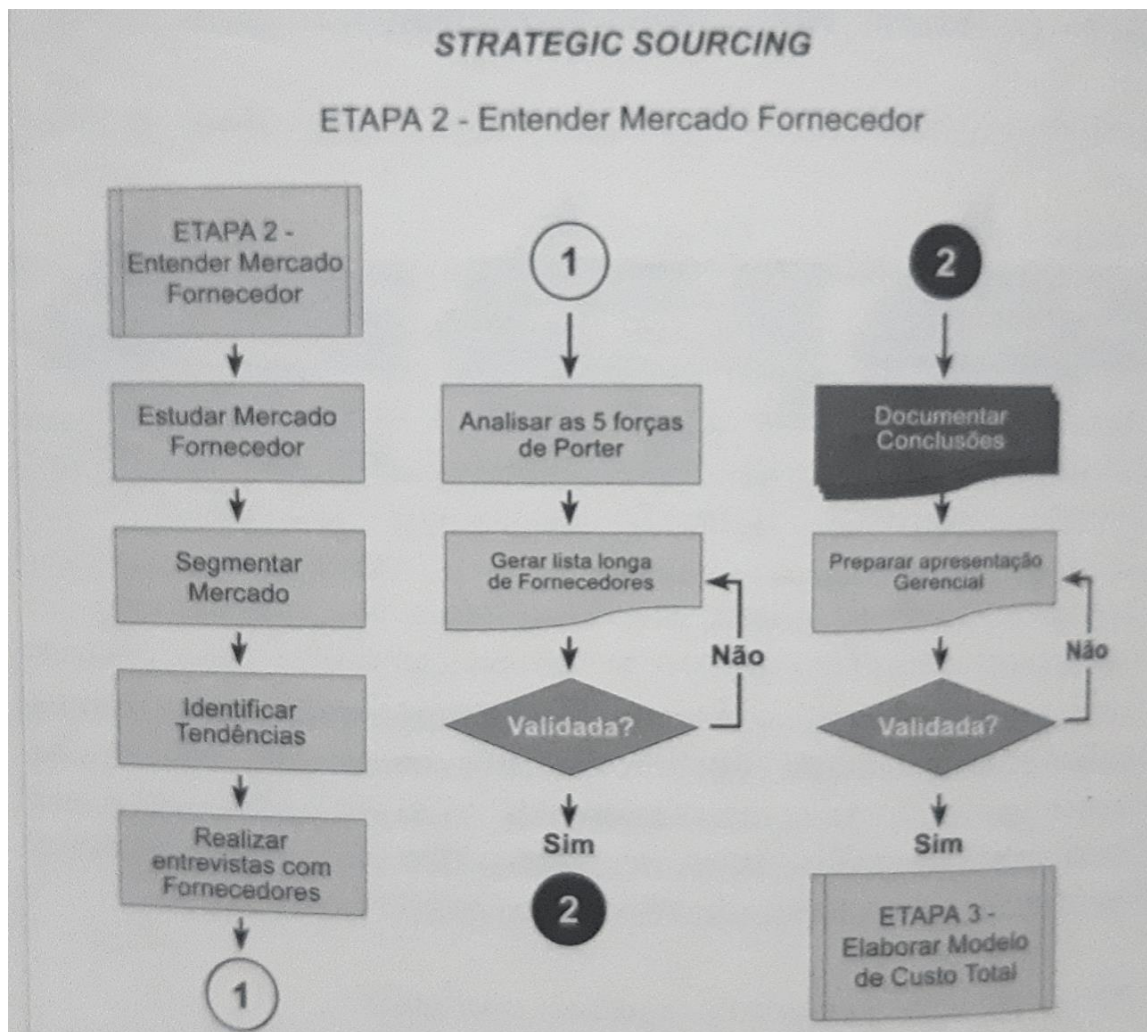 STRATEGIC SOURCING
ETAPA 2 - Entender Mercado Fornecedor
ETAPA 2 -
Entender Mercado
Fornecedor
Estudar Mercado
Fornecedor
Segmentar
Mercado
Identificar
Tendências
Realizar
entrevistas com
Fornecedores
1
1
Analisar as 5 forças
de Porter
Gerar lista longa
de Fornecedores
Não
Validada?
Sim
2
2
Documentar
Conclusões
Preparar apresentação
Gerencial
Não
Validada?
Sim
ETAPA 3 -
Elaborar Modelo
de Custo Total